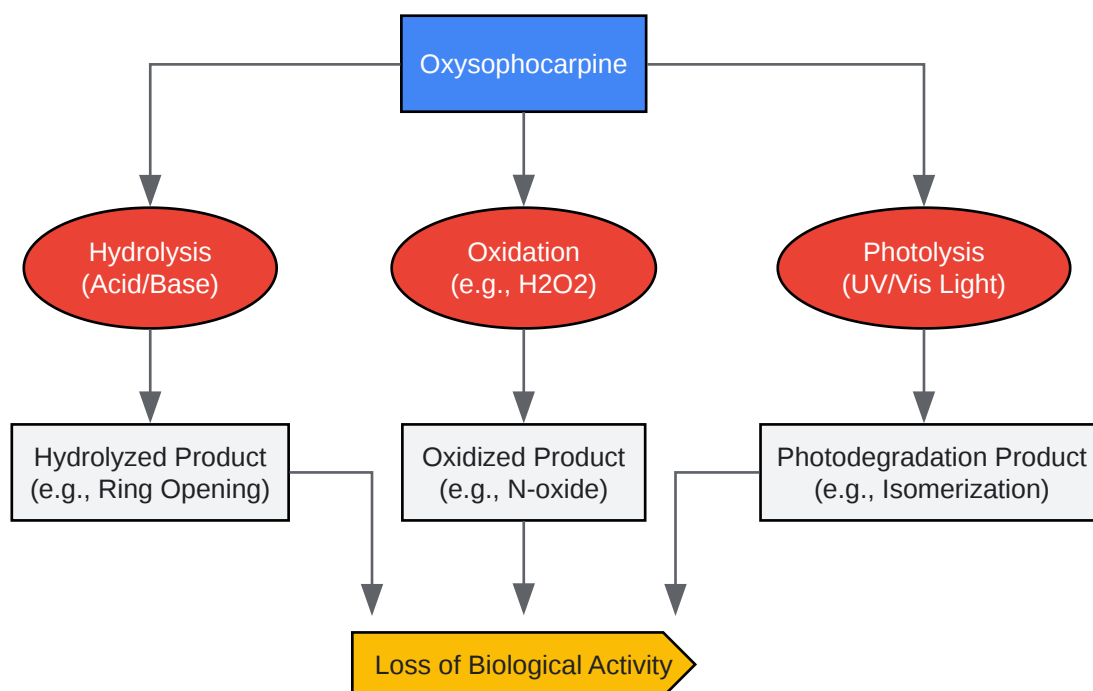 Oxysophocarpine
Hydrolysis
(Acid/Base)
Oxidation
(e.g., H2O2)
Photolysis
(UV/Vis Light)
Hydrolyzed Product
(e.g., Ring Opening)
Oxidized Product
(e.g., N-oxide)
Photodegradation Product
(e.g., Isomerization)
Loss of Biological Activity